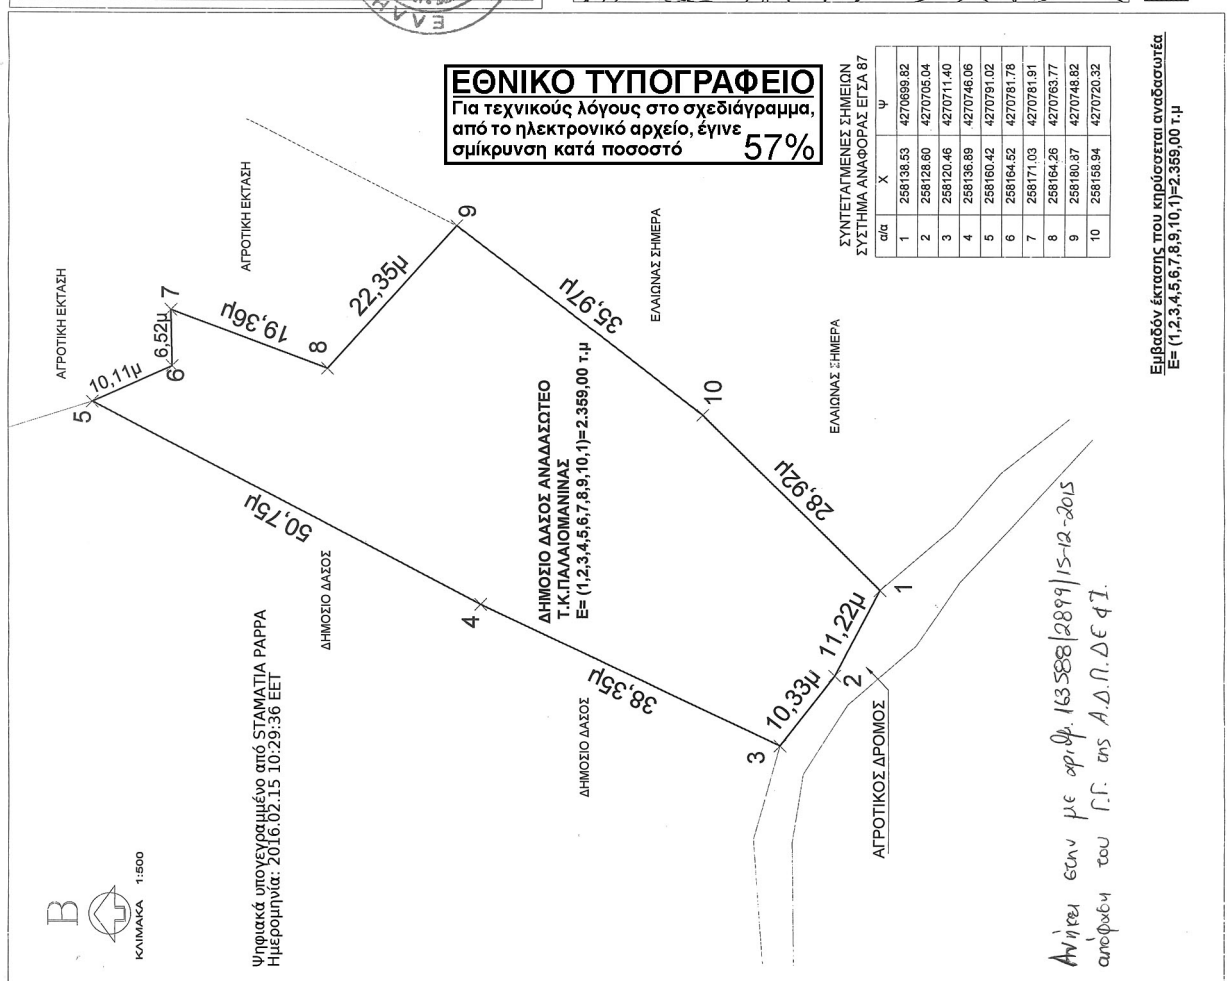 ΕΛΛΗ
ΕΘΝΙΚΟ ΤΥΠΟΓΡΑΦΕΙΟ
Για τεχνικούς λόγους στο σχεδιάγραμμα,
από το ηλεκτρονικό αρχείο, έγινε
σμίκρυνση κατά ποσοστό 57%
ΣΥΝΤΕΤΑΓΜΕΝΕΣ ΣΗΜΕΙΩΝ
ΣΥΣΤΗΜΑ ΑΝΑΦΟΡΑΣ ΕΓΣΑ 87
α/α Χ Ψ
1 258138.53 4270699.82
2 258128.60 4270705.04
3 258120.46 4270711.40
4 258136.89 4270746.06
5 258160.42 4270791.02
6 258164.52 4270781.78
7 258171.03 4270781.91
8 258164.26 4270763.77
9 258180.87 4270748.82
10 258158.94 4270720.32
Εμβαδόν έκτασης που κηρύσσεται αναδασωτέα
Ε= (1,2,3,4,5,6,7,8,9,10,1)=2.359,00 τ.μ
ΑΓΡΟΤΙΚΗ ΕΚΤΑΣΗ
ΑΓΡΟΤΙΚΗ ΕΚΤΑΣΗ
ΕΛΑΙΩΝΑΣ ΣΗΜΕΡΑ
ΕΛΑΙΩΝΑΣ ΣΗΜΕΡΑ
5
10,11μ
6
6,52μ
7
19,36μ
8
22,35μ
9
35,97μ
10
28,92μ
1
11,22μ
2
10,33μ
3
38,35μ
4
50,75μ
ΔΗΜΟΣΙΟ ΔΑΣΟΣ ΑΝΑΔΑΣΩΤΕΟ
Τ.Κ.ΠΑΛΑΙΟΜΑΝΙΝΑΣ
Ε= (1,2,3,4,5,6,7,8,9,10,1)=2.359,00 τ.μ
ΔΗΜΟΣΙΟ ΔΑΣΟΣ
ΔΗΜΟΣΙΟ ΔΑΣΟΣ
ΑΓΡΟΤΙΚΟΣ ΔΡΟΜΟΣ
Ψηφιακά υπογεγραμμένο από STAMATIA PAPPA
Ημερομηνία: 2016.02.15 10:29:36 EET
Β
ΚΛΙΜΑΚΑ 1:500
Ανήκει στην με αριθμ. 163588/2899/15-12-2015
απόφαση του Γ.Γ. της Α.Δ.Π.ΔΕ &Ι.